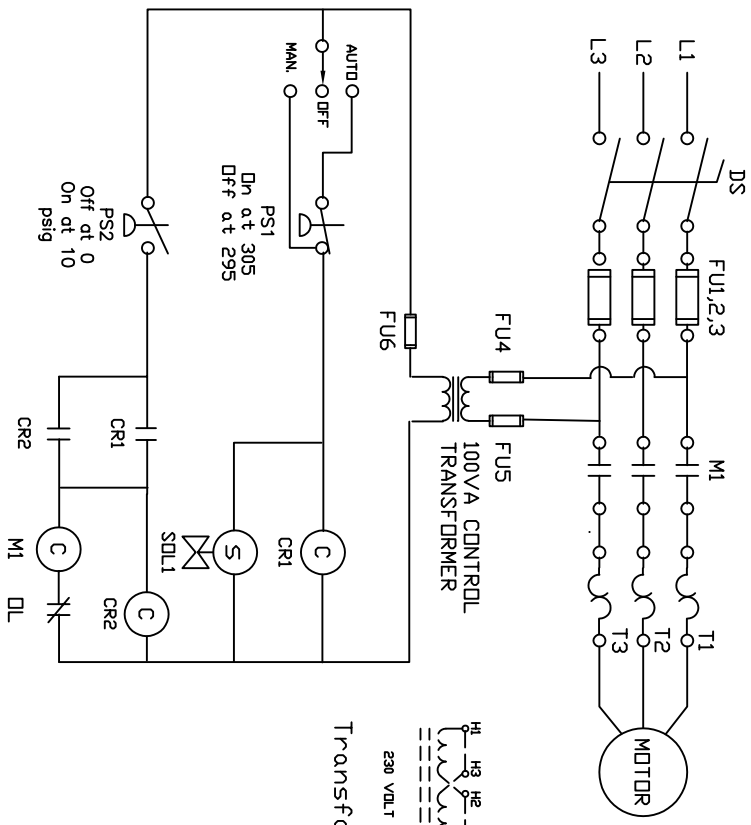 DS
L1
L2
L3
FU1,2,3
M1
T1
T2
T3
MOTOR
FU4
FU5
FU6
100VA CONTROL
TRANSFORMER
AUTO
OFF
MAN.
PS1
On at 305
Off at 295
CR1
C
SOL1
S
PS2
Off at 0
On at 10
psig
CR1
CR2
CR2
C
M1
C
OL
H1
H3
H2
230 VOLT
Transfo